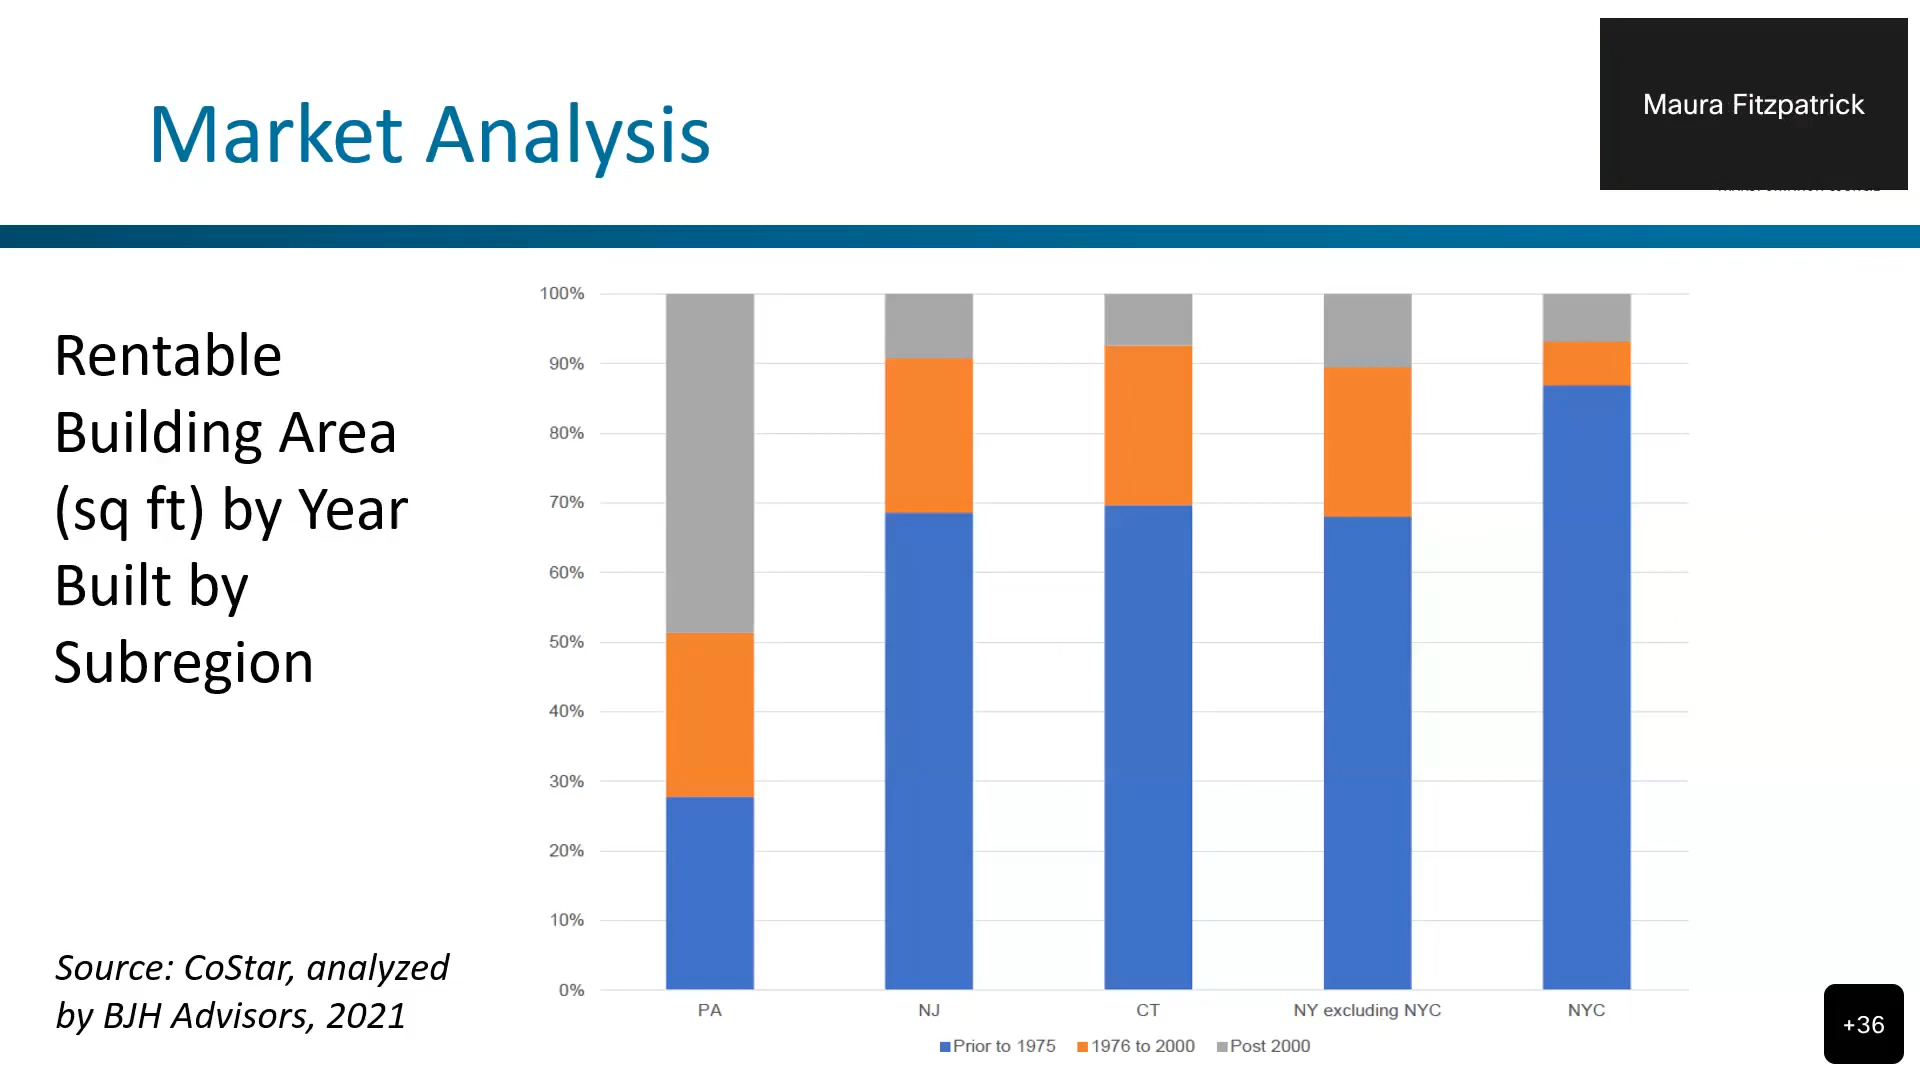 Market Analysis
Maura Fitzpatrick
Rentable
Building Area
(sq ft) by Year
Built by
Subregion
Source: CoStar, analyzed
by BJH Advisors, 2021
100%
90%
80%
70%
60%
50%
40%
30%
20%
10%
0%
PA NJ CT NY excluding NYC NYC
Prior to 1975 1976 to 2000 Post 2000
+36